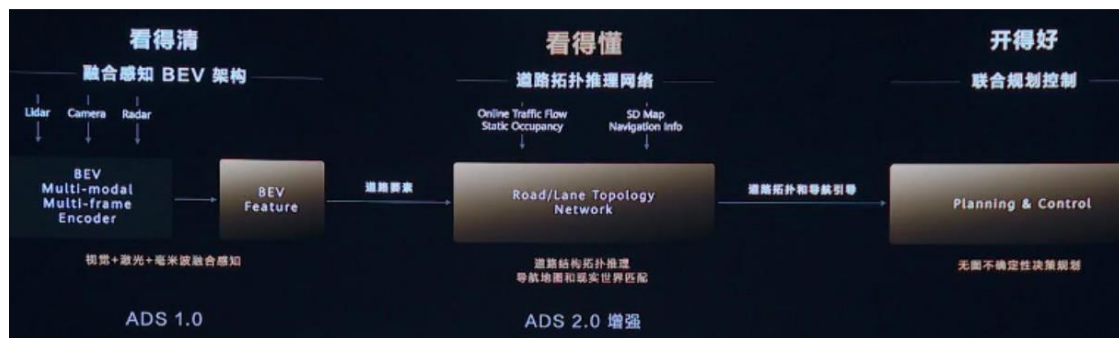 看得清
融合感知 BEV 架构
Lidar
Camera
Radar
BEV
Multi-modal
Multi-frame
Encoder
BEV
Feature
视觉+激光+毫米波融合感知
ADS 1.0
道路要素
看得懂
道路拓扑推理网络
Online Traffic Flow
Static Occupancy
SD Map
Navigation Info
Road/Lane Topology
Network
道路结构拓扑推理
导航地图和现实世界匹配
ADS 2.0 增强
道路拓扑和导航引导
开得好
联合规划控制
Planning & Control
无图不确定性决策规划